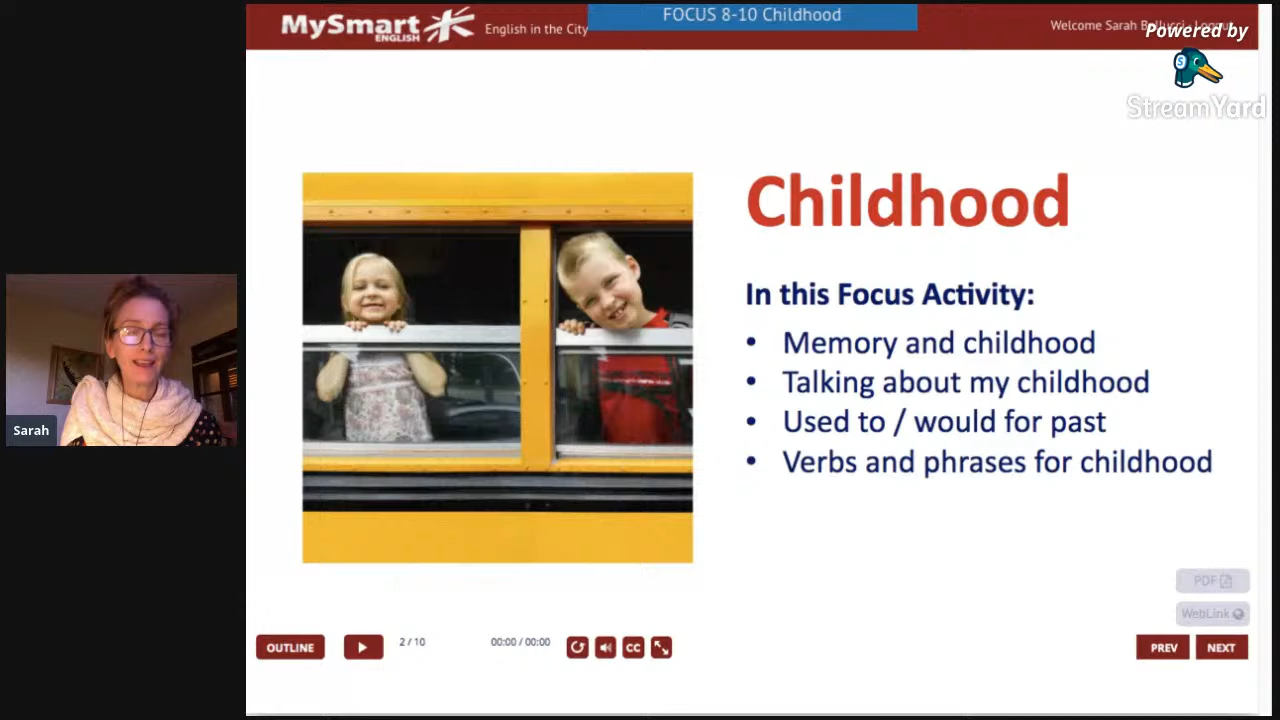 MySmart
ENGLISH
English in the City
FOCUS 8-10 Childhood
Welcome Sarah Bellucci - Logout
Powered by
StreamYard
Childhood
In this Focus Activity:
• Memory and childhood
• Talking about my childhood
• Used to / would for past
• Verbs and phrases for childhood
Sarah
PDF
WebLink
OUTLINE
2 / 10
00:00 / 00:00
CC
PREV
NEXT